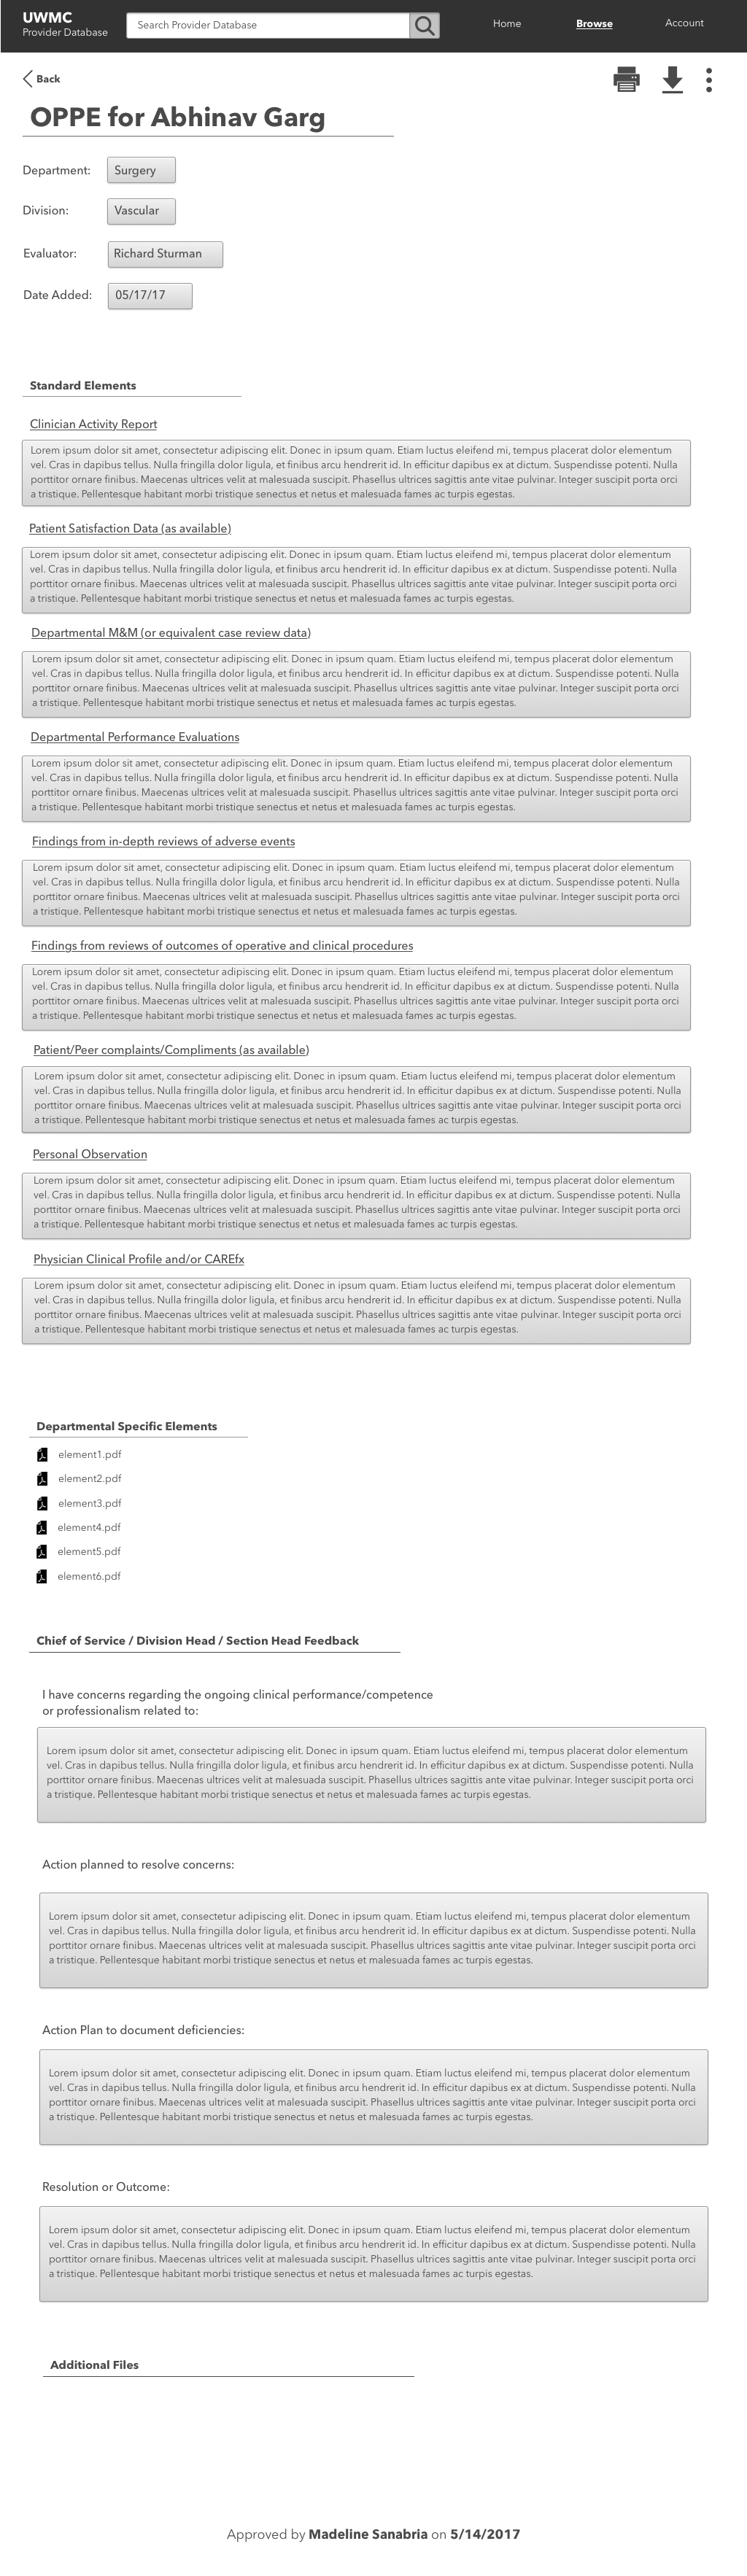 UWMC
Provider Database
Search Provider Database
Home
Browse
Account
Back
OPPE for Abhinav Garg
Department:
Surgery
Division:
Vascular
Evaluator:
Richard Sturman
Date Added:
05/17/17
Standard Elements
Clinician Activity Report
Lorem ipsum dolor sit amet, consectetur adipiscing elit. Donec in ipsum quam. Etiam luctus eleifend mi, tempus placerat dolor elementum
vel. Cras in dapibus tellus. Nulla fringilla dolor ligula, et finibus arcu hendrerit id. In efficitur dapibus ex at dictum. Suspendisse potenti. Nulla
porttitor ornare finibus. Maecenas ultrices velit at malesuada suscipit. Phasellus ultrices sagittis ante vitae pulvinar. Integer suscipit porta orci
a tristique. Pellentesque habitant morbi tristique senectus et netus et malesuada fames ac turpis egestas.
Patient Satisfaction Data (as available)
Lorem ipsum dolor sit amet, consectetur adipiscing elit. Donec in ipsum quam. Etiam luctus eleifend mi, tempus placerat dolor elementum
vel. Cras in dapibus tellus. Nulla fringilla dolor ligula, et finibus arcu hendrerit id. In efficitur dapibus ex at dictum. Suspendisse potenti. Nulla
porttitor ornare finibus. Maecenas ultrices velit at malesuada suscipit. Phasellus ultrices sagittis ante vitae pulvinar. Integer suscipit porta orci
a tristique. Pellentesque habitant morbi tristique senectus et netus et malesuada fames ac turpis egestas.
Departmental M&M (or equivalent case review data)
Lorem ipsum dolor sit amet, consectetur adipiscing elit. Donec in ipsum quam. Etiam luctus eleifend mi, tempus placerat dolor elementum
vel. Cras in dapibus tellus. Nulla fringilla dolor ligula, et finibus arcu hendrerit id. In efficitur dapibus ex at dictum. Suspendisse potenti. Nulla
porttitor ornare finibus. Maecenas ultrices velit at malesuada suscipit. Phasellus ultrices sagittis ante vitae pulvinar. Integer suscipit porta orci
a tristique. Pellentesque habitant morbi tristique senectus et netus et malesuada fames ac turpis egestas.
Departmental Performance Evaluations
Lorem ipsum dolor sit amet, consectetur adipiscing elit. Donec in ipsum quam. Etiam luctus eleifend mi, tempus placerat dolor elementum
vel. Cras in dapibus tellus. Nulla fringilla dolor ligula, et finibus arcu hendrerit id. In efficitur dapibus ex at dictum. Suspendisse potenti. Nulla
porttitor ornare finibus. Maecenas ultrices velit at malesuada suscipit. Phasellus ultrices sagittis ante vitae pulvinar. Integer suscipit porta orci
a tristique. Pellentesque habitant morbi tristique senectus et netus et malesuada fames ac turpis egestas.
Findings from in-depth reviews of adverse events
Lorem ipsum dolor sit amet, consectetur adipiscing elit. Donec in ipsum quam. Etiam luctus eleifend mi, tempus placerat dolor elementum
vel. Cras in dapibus tellus. Nulla fringilla dolor ligula, et finibus arcu hendrerit id. In efficitur dapibus ex at dictum. Suspendisse potenti. Nulla
porttitor ornare finibus. Maecenas ultrices velit at malesuada suscipit. Phasellus ultrices sagittis ante vitae pulvinar. Integer suscipit porta orci
a tristique. Pellentesque habitant morbi tristique senectus et netus et malesuada fames ac turpis egestas.
Findings from reviews of outcomes of operative and clinical procedures
Lorem ipsum dolor sit amet, consectetur adipiscing elit. Donec in ipsum quam. Etiam luctus eleifend mi, tempus placerat dolor elementum
vel. Cras in dapibus tellus. Nulla fringilla dolor ligula, et finibus arcu hendrerit id. In efficitur dapibus ex at dictum. Suspendisse potenti. Nulla
porttitor ornare finibus. Maecenas ultrices velit at malesuada suscipit. Phasellus ultrices sagittis ante vitae pulvinar. Integer suscipit porta orci
a tristique. Pellentesque habitant morbi tristique senectus et netus et malesuada fames ac turpis egestas.
Patient/Peer complaints/Compliments (as available)
Lorem ipsum dolor sit amet, consectetur adipiscing elit. Donec in ipsum quam. Etiam luctus eleifend mi, tempus placerat dolor elementum
vel. Cras in dapibus tellus. Nulla fringilla dolor ligula, et finibus arcu hendrerit id. In efficitur dapibus ex at dictum. Suspendisse potenti. Nulla
porttitor ornare finibus. Maecenas ultrices velit at malesuada suscipit. Phasellus ultrices sagittis ante vitae pulvinar. Integer suscipit porta orci
a tristique. Pellentesque habitant morbi tristique senectus et netus et malesuada fames ac turpis egestas.
Personal Observation
Lorem ipsum dolor sit amet, consectetur adipiscing elit. Donec in ipsum quam. Etiam luctus eleifend mi, tempus placerat dolor elementum
vel. Cras in dapibus tellus. Nulla fringilla dolor ligula, et finibus arcu hendrerit id. In efficitur dapibus ex at dictum. Suspendisse potenti. Nulla
porttitor ornare finibus. Maecenas ultrices velit at malesuada suscipit. Phasellus ultrices sagittis ante vitae pulvinar. Integer suscipit porta orci
a tristique. Pellentesque habitant morbi tristique senectus et netus et malesuada fames ac turpis egestas.
Physician Clinical Profile and/or CAREfx
Lorem ipsum dolor sit amet, consectetur adipiscing elit. Donec in ipsum quam. Etiam luctus eleifend mi, tempus placerat dolor elementum
vel. Cras in dapibus tellus. Nulla fringilla dolor ligula, et finibus arcu hendrerit id. In efficitur dapibus ex at dictum. Suspendisse potenti. Nulla
porttitor ornare finibus. Maecenas ultrices velit at malesuada suscipit. Phasellus ultrices sagittis ante vitae pulvinar. Integer suscipit porta orci
a tristique. Pellentesque habitant morbi tristique senectus et netus et malesuada fames ac turpis egestas.
Departmental Specific Elements
element1.pdf
element2.pdf
element3.pdf
element4.pdf
element5.pdf
element6.pdf
Chief of Service / Division Head / Section Head Feedback
I have concerns regarding the ongoing clinical performance/competence
or professionalism related to:
Lorem ipsum dolor sit amet, consectetur adipiscing elit. Donec in ipsum quam. Etiam luctus eleifend mi, tempus placerat dolor elementum
vel. Cras in dapibus tellus. Nulla fringilla dolor ligula, et finibus arcu hendrerit id. In efficitur dapibus ex at dictum. Suspendisse potenti. Nulla
porttitor ornare finibus. Maecenas ultrices velit at malesuada suscipit. Phasellus ultrices sagittis ante vitae pulvinar. Integer suscipit porta orci
a tristique. Pellentesque habitant morbi tristique senectus et netus et malesuada fames ac turpis egestas.
Action planned to resolve concerns:
Lorem ipsum dolor sit amet, consectetur adipiscing elit. Donec in ipsum quam. Etiam luctus eleifend mi, tempus placerat dolor elementum
vel. Cras in dapibus tellus. Nulla fringilla dolor ligula, et finibus arcu hendrerit id. In efficitur dapibus ex at dictum. Suspendisse potenti. Nulla
porttitor ornare finibus. Maecenas ultrices velit at malesuada suscipit. Phasellus ultrices sagittis ante vitae pulvinar. Integer suscipit porta orci
a tristique. Pellentesque habitant morbi tristique senectus et netus et malesuada fames ac turpis egestas.
Action Plan to document deficiencies:
Lorem ipsum dolor sit amet, consectetur adipiscing elit. Donec in ipsum quam. Etiam luctus eleifend mi, tempus placerat dolor elementum
vel. Cras in dapibus tellus. Nulla fringilla dolor ligula, et finibus arcu hendrerit id. In efficitur dapibus ex at dictum. Suspendisse potenti. Nulla
porttitor ornare finibus. Maecenas ultrices velit at malesuada suscipit. Phasellus ultrices sagittis ante vitae pulvinar. Integer suscipit porta orci
a tristique. Pellentesque habitant morbi tristique senectus et netus et malesuada fames ac turpis egestas.
Resolution or Outcome:
Lorem ipsum dolor sit amet, consectetur adipiscing elit. Donec in ipsum quam. Etiam luctus eleifend mi, tempus placerat dolor elementum
vel. Cras in dapibus tellus. Nulla fringilla dolor ligula, et finibus arcu hendrerit id. In efficitur dapibus ex at dictum. Suspendisse potenti. Nulla
porttitor ornare finibus. Maecenas ultrices velit at malesuada suscipit. Phasellus ultrices sagittis ante vitae pulvinar. Integer suscipit porta orci
a tristique. Pellentesque habitant morbi tristique senectus et netus et malesuada fames ac turpis egestas.
Additional Files
Approved by Madeline Sanabria on 5/14/2017